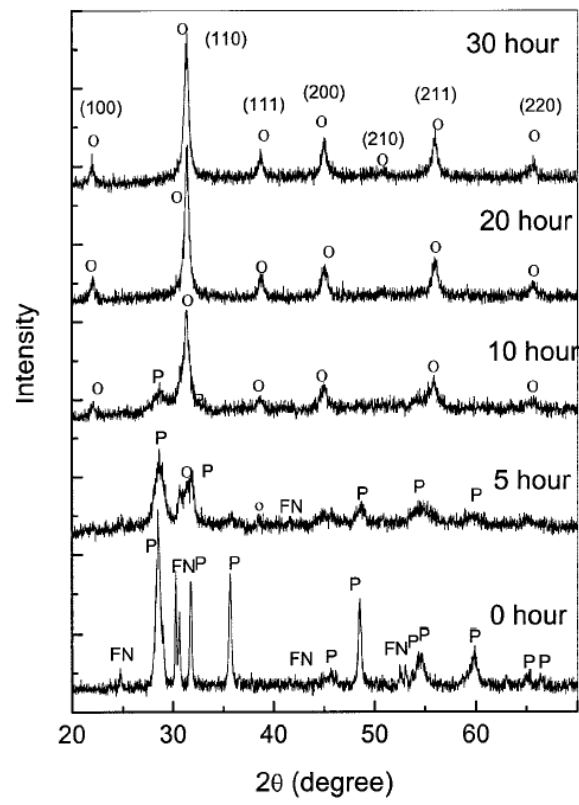 O
(110)
30 hour
(100)
(111)
(200)
(211)
(220)
O
O
O
(210)
O
O
O
O
20 hour
O
O
O
O
O
O
10 hour
O
P
P
O
O
O
O
O
5 hour
P
O
P
o
FN
P
P
P
0 hour
P
FN
P
P
P
FN
FN
P
FN
P
P
P
P
P
20
30
40
50
60
2θ (degree)
Intensity